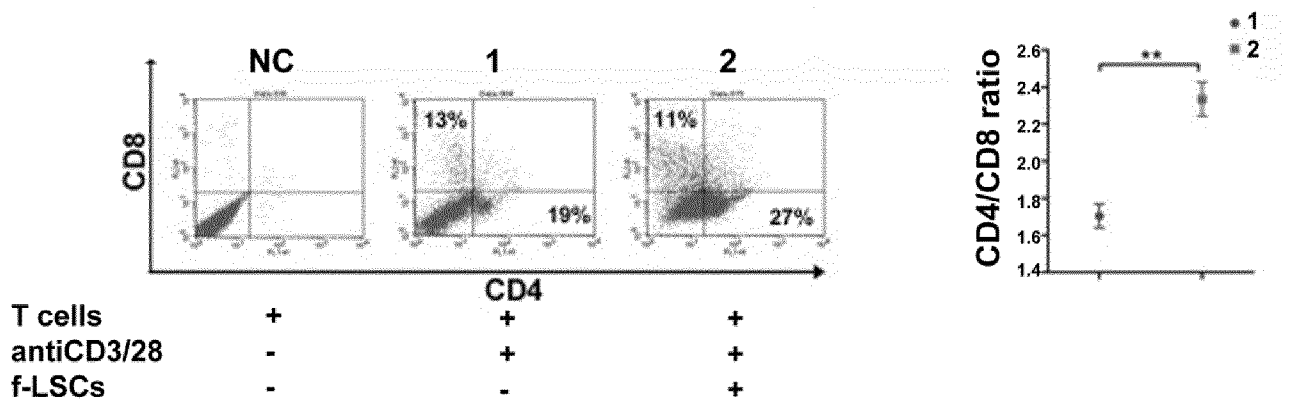 NC
1
2
CD8
13%
19%
11%
27%
CD4
T cells + + +
antiCD3/28 - + +
f-LSCs - - +
1
2
**
CD4/CD8 ratio
2.6
2.4
2.2
2.0
1.8
1.6
1.4